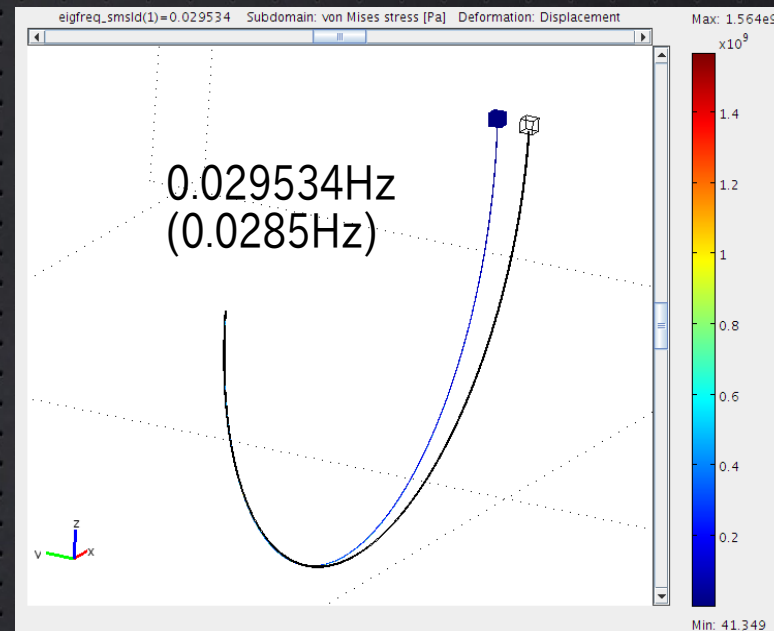 eigfreq_smsld(1)=0.029534 Subdomain: von Mises stress [Pa] Deformation: Displacement
Max: 1.564e9
x10⁹
0.029534Hz
(0.0285Hz)
1.4
1.2
1
0.8
0.6
0.4
0.2
z
y
x
Min: 41.349